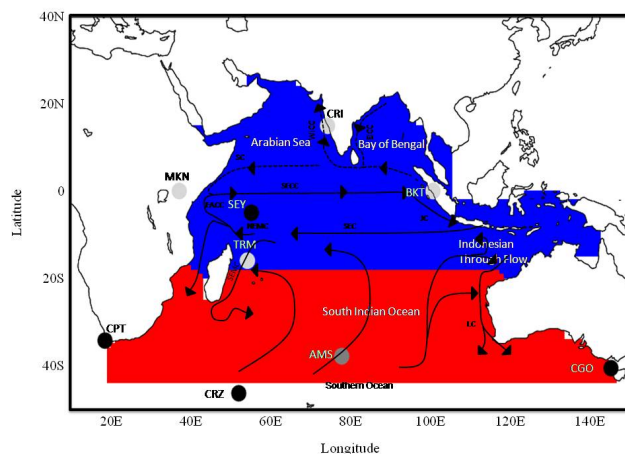 40N
20N
0
20S
40S
Latitude
CRI
Arabian Sea
Bay of Bengal
MKN
BKT
SEY
SEC
TRM
Indonesian
Through Flow
South Indian Ocean
LC
CPT
AMS
CGO
CRZ
Southern Ocean
20E
40E
60E
80E
100E
120E
140E
Longitude